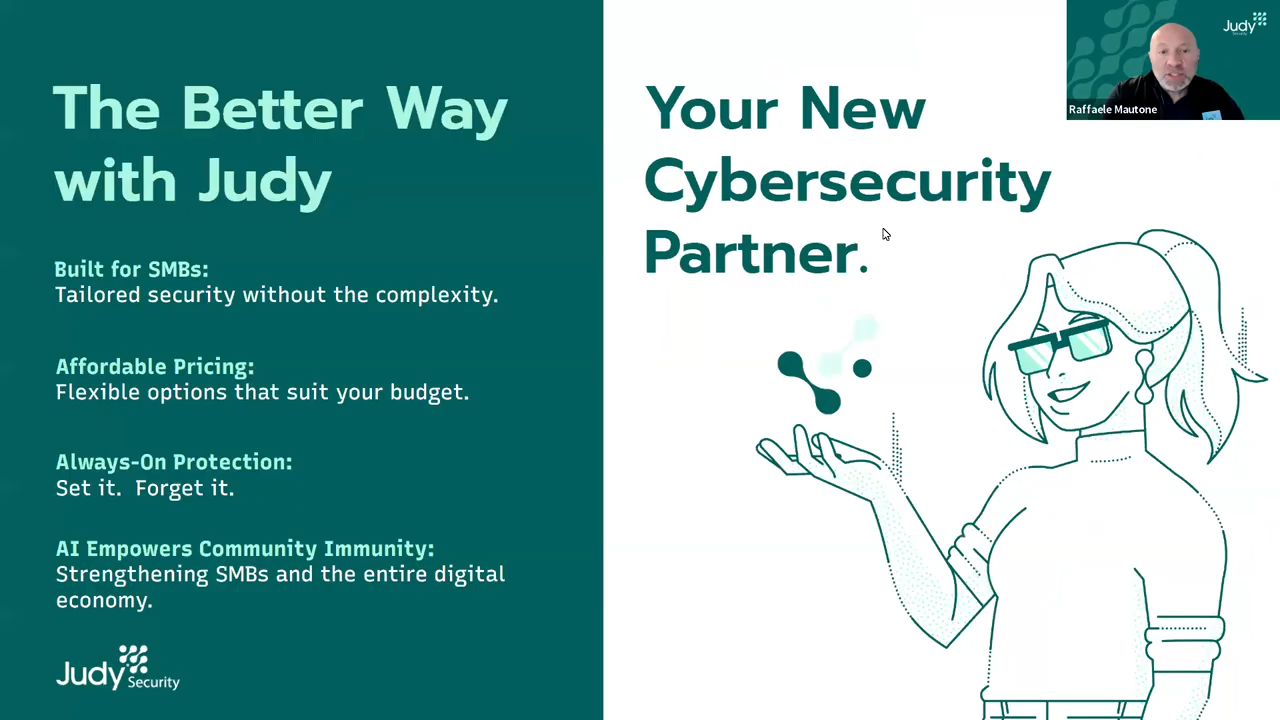 The Better Way
with Judy
Built for SMBs:
Tailored security without the complexity.
Affordable Pricing:
Flexible options that suit your budget.
Always-On Protection:
Set it. Forget it.
AI Empowers Community Immunity:
Strengthening SMBs and the entire digital
economy.
Judy Security
Your New
Cybersecurity
Partner.
Judy
Security
Raffaele Mautone